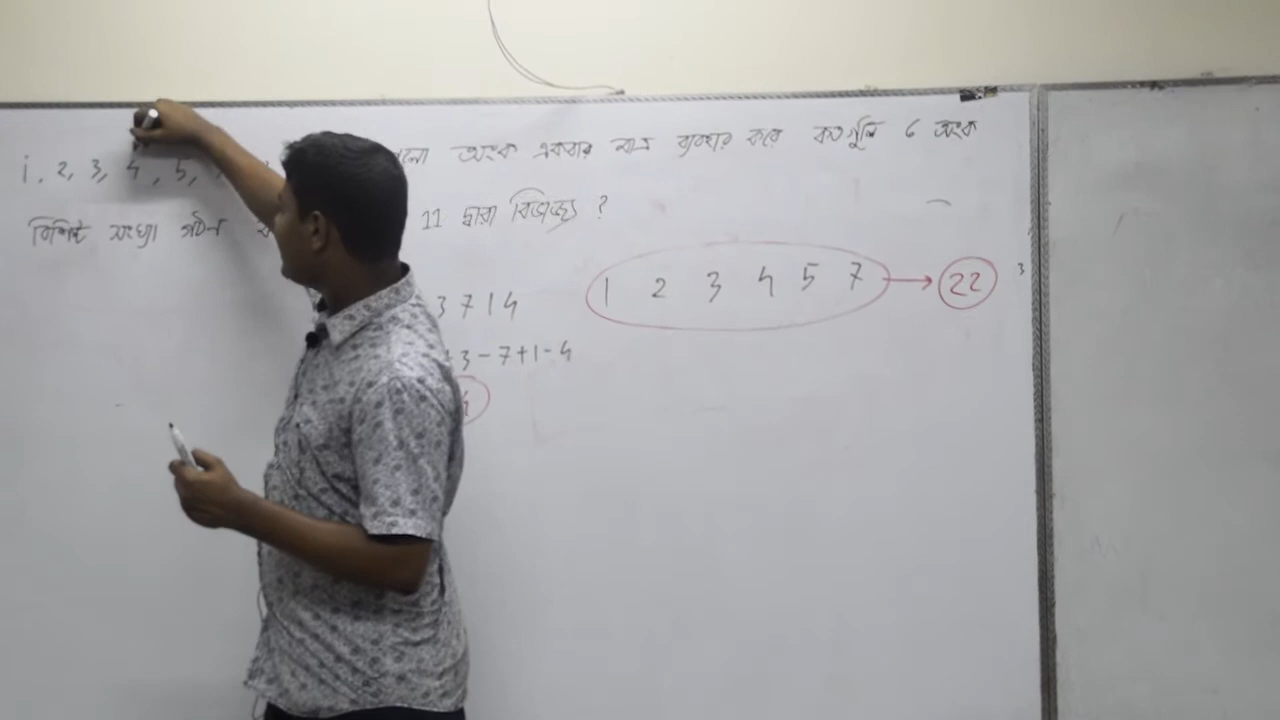 1, 2, 3, 4, 5, অংক একবার মাত্র ব্যবহার করে কতগুলি 6 অংক
বিশিষ্ট সংখ্যা গঠন 11 দ্বারা বিভাজ্য ?
1 2 3 4 5 7 → 22
3 7 1 4
+3-7+1-4